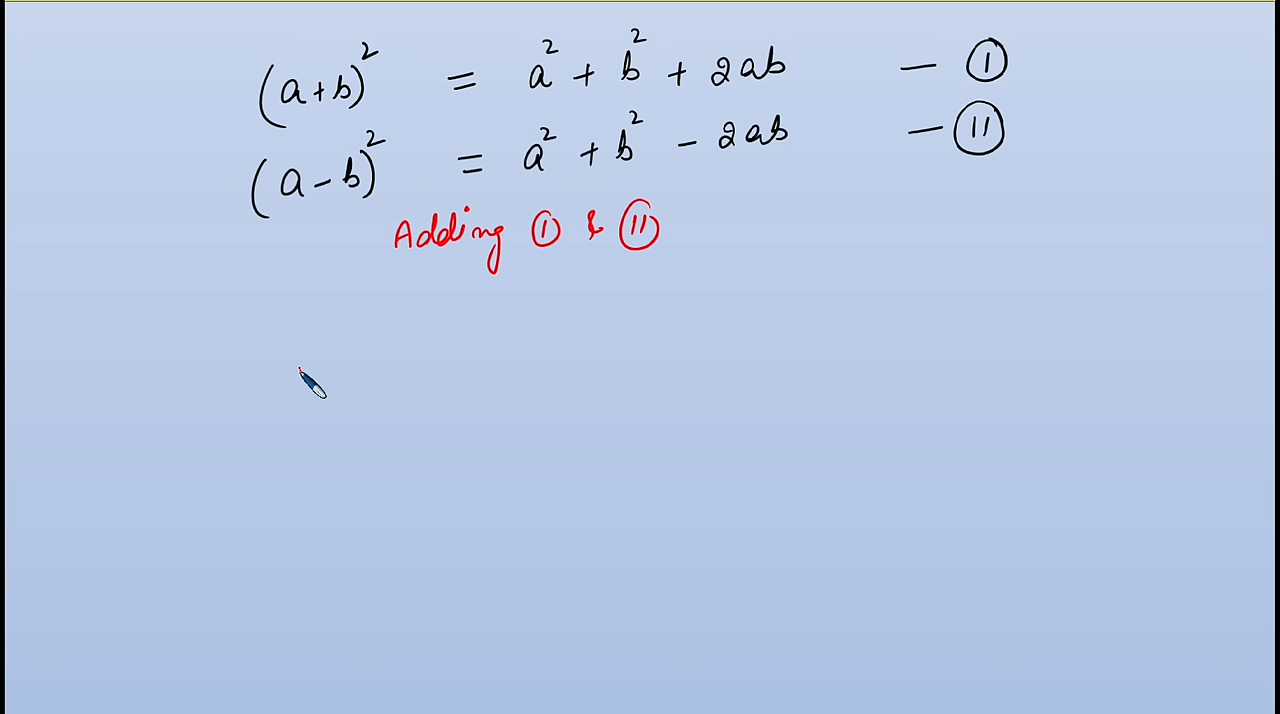 (a+b)² = a² + b² + 2ab — Ⓘ
(a-b)² = a² + b² - 2ab — (II)
Adding Ⓘ & (II)